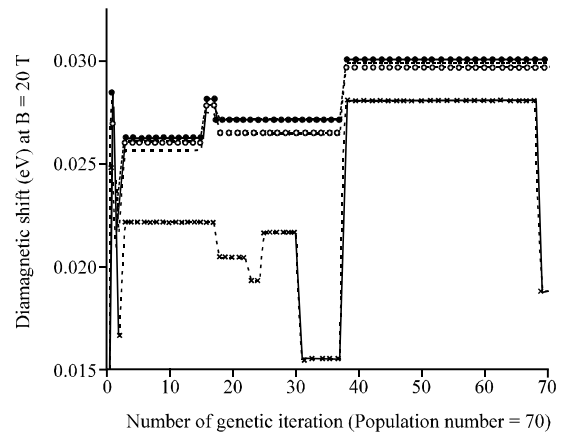 Diamagnetic shift (eV) at B = 20 T
0.030
0.025
0.020
0.015
0 10 20 30 40 50 60 70
Number of genetic iteration (Population number = 70)